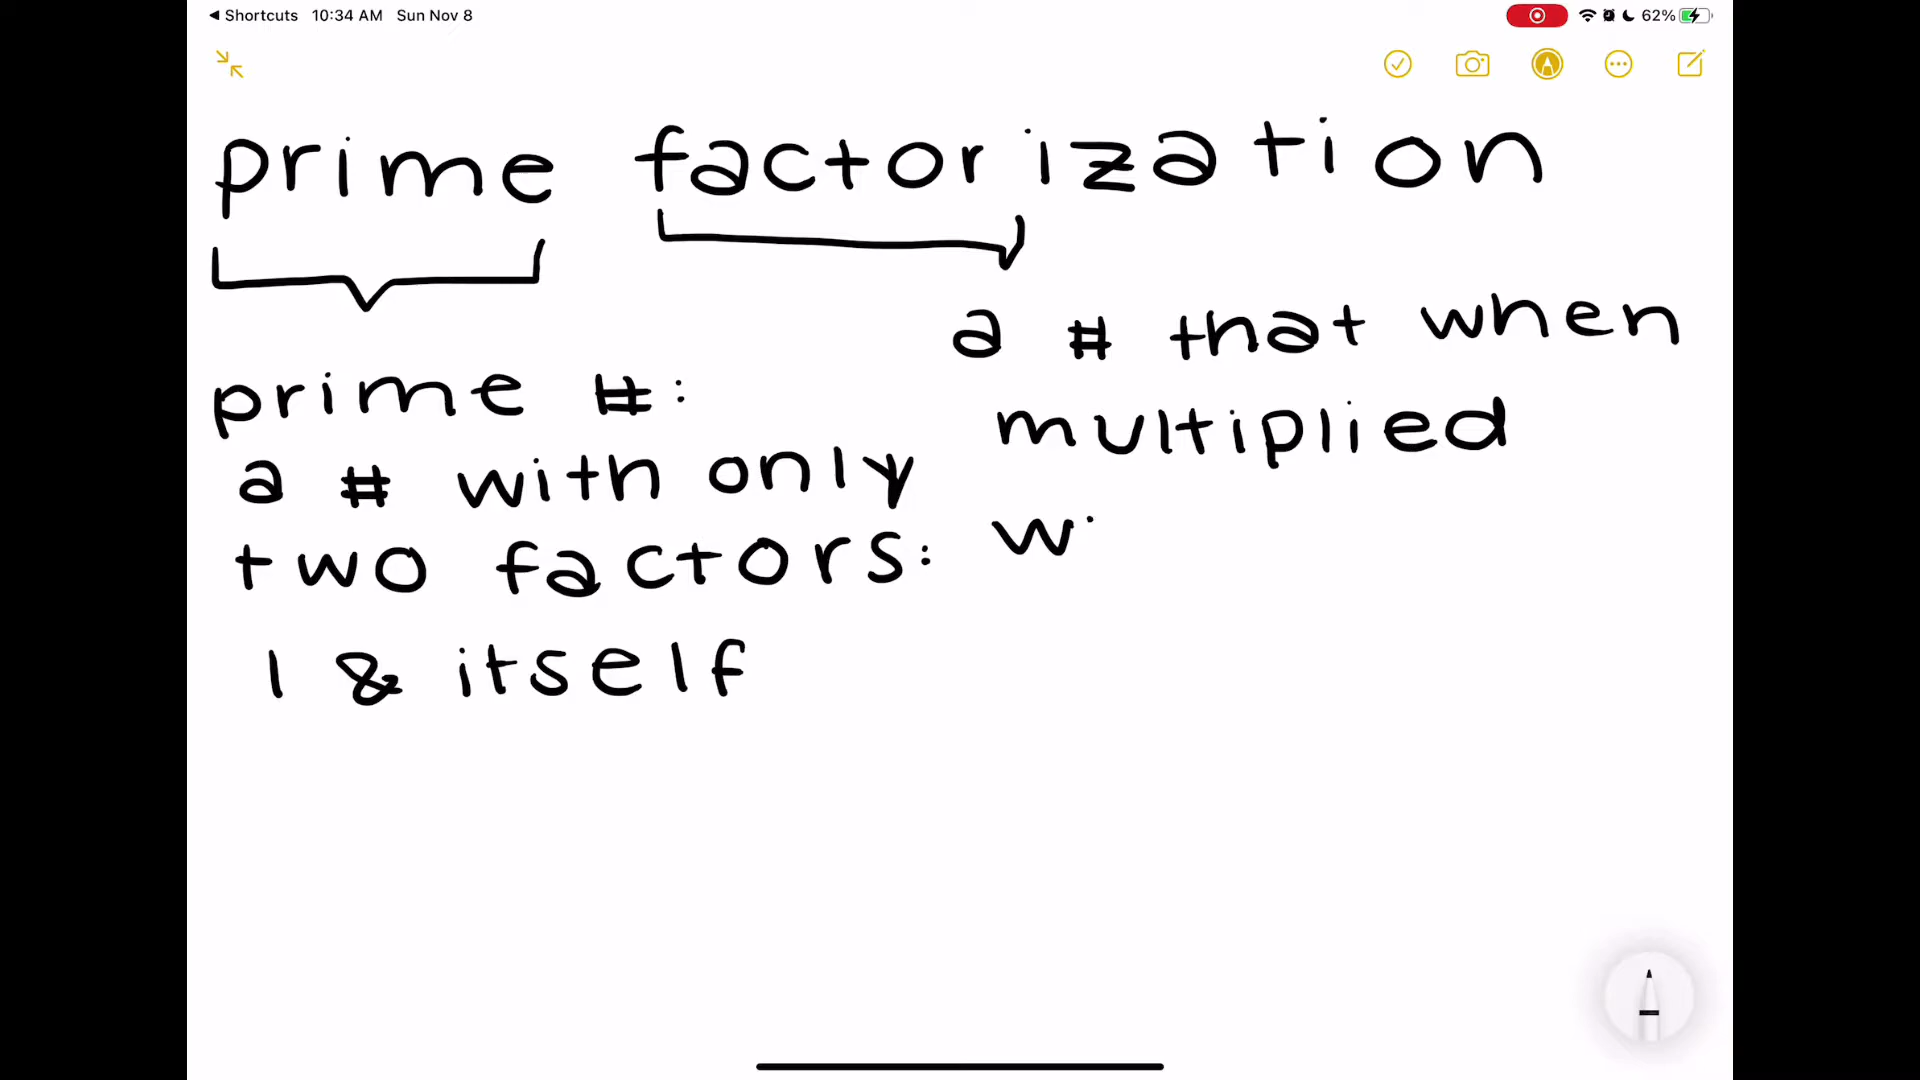 ◀ Shortcuts 10:34 AM Sun Nov 8
62%
prime factorization
prime #:
a # with only
two factors:
1 & itself
a # that when
multiplied
wi